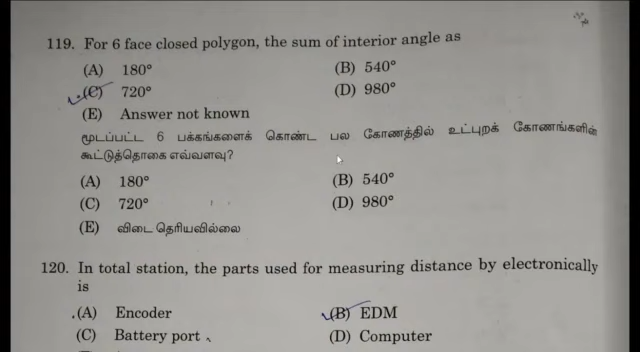 119. For 6 face closed polygon, the sum of interior angle as
(A) 180° (B) 540°
(C) 720° (D) 980°
(E) Answer not known
மூடப்பட்ட 6 பக்கங்களைக் கொண்ட பல கோணத்தில் உட்புறக் கோணங்களின்
கூட்டுத்தொகை எவ்வளவு?
(A) 180° (B) 540°
(C) 720° (D) 980°
(E) விடை தெரியவில்லை
120. In total station, the parts used for measuring distance by electronically
is
(A) Encoder (B) EDM
(C) Battery port (D) Computer